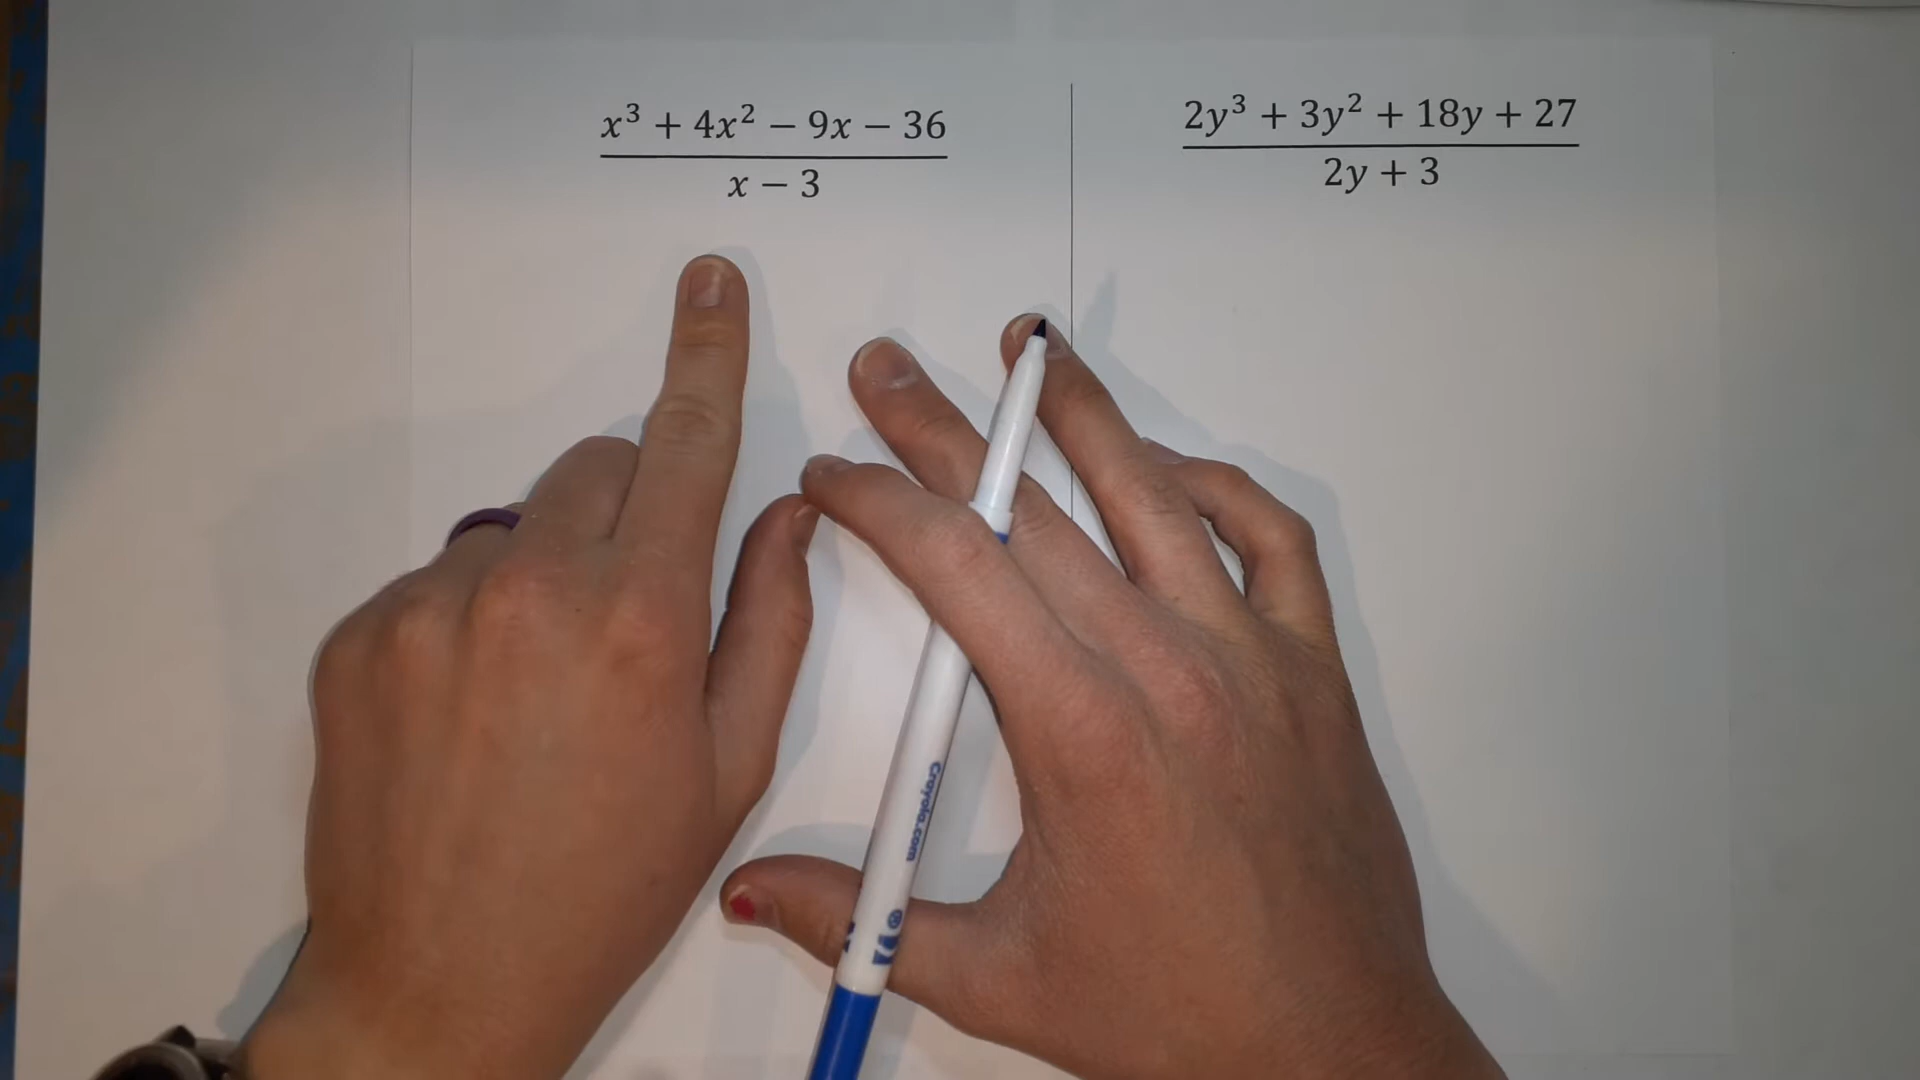 x³ + 4x² − 9x − 36
x − 3
2y³ + 3y² + 18y + 27
2y + 3
Crayola.com